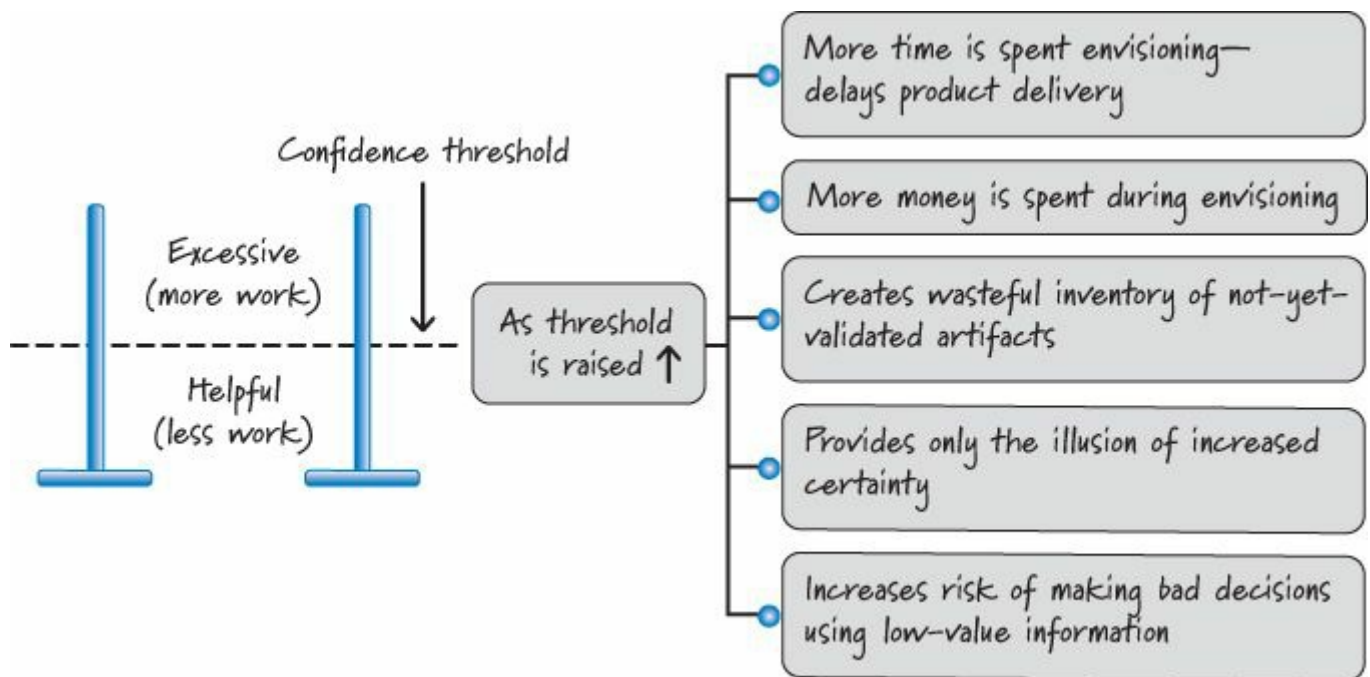 Confidence threshold
Excessive
(more work)
Helpful
(less work)
As threshold
is raised ↑
More time is spent envisioning—
delays product delivery
More money is spent during envisioning
Creates wasteful inventory of not-yet-
validated artifacts
Provides only the illusion of increased
certainty
Increases risk of making bad decisions
using low-value information